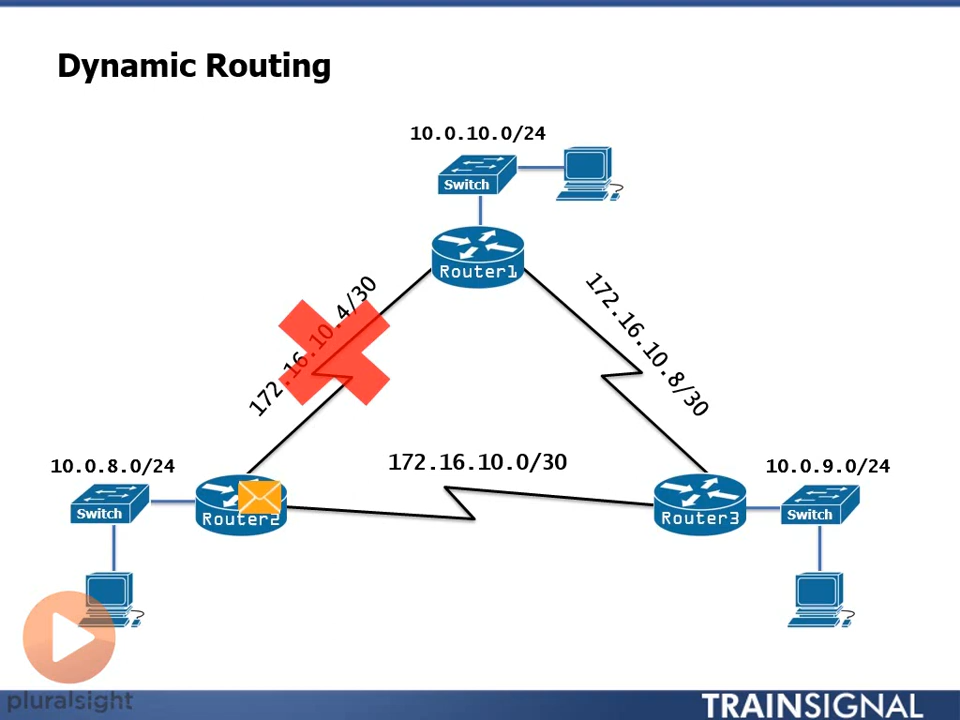 Dynamic Routing
10.0.10.0/24
Switch
Router1
172.16.10.4/30
172.16.10.8/30
10.0.8.0/24
172.16.10.0/30
10.0.9.0/24
Switch
Router2
Router3
Switch
pluralsight
TRAINSIGNAL